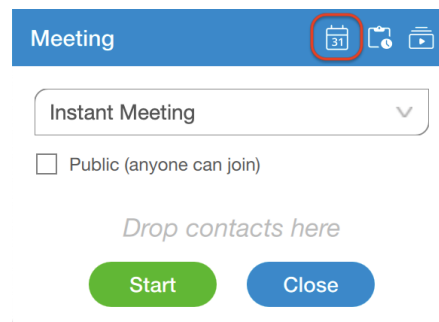 Meeting
31
Instant Meeting
Public (anyone can join)
Drop contacts here
Start Close